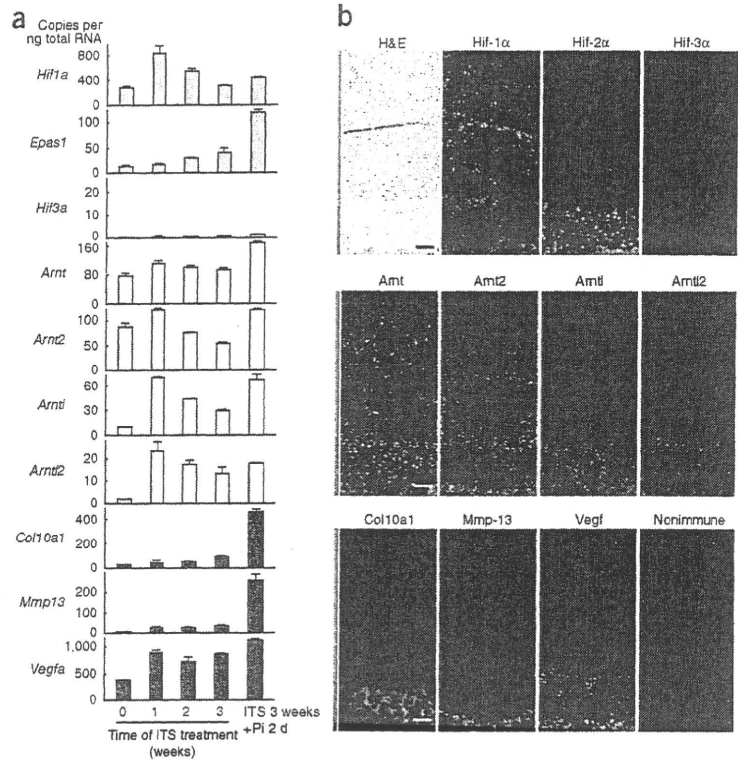 a
Copies per
ng total RNA
Hif1a
800
400
0
Epas1
100
50
0
Hif3a
20
10
0
Arnt
160
80
0
Arnt2
100
50
0
Arntl
60
30
0
Arntl2
20
10
0
Col10a1
400
200
0
Mmp13
200
100
0
Vegfa
1,000
500
0
0 1 2 3 ITS 3 weeks
+Pi 2 d
Time of ITS treatment
(weeks)
b
H&E Hif-1α Hif-2α Hif-3α
Arnt Arnt2 Arntl Arntl2
Col10a1 Mmp-13 Vegf Nonimmune